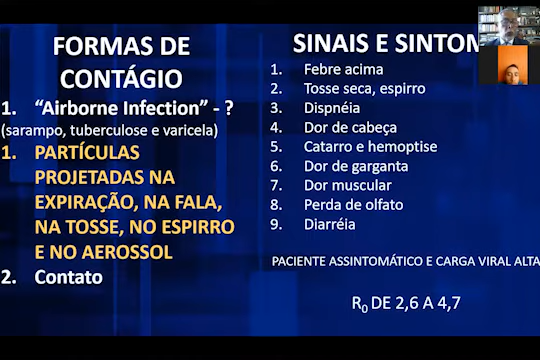 FORMAS DE
CONTÁGIO
1. “Airborne Infection” - ?
(sarampo, tuberculose e varicela)
1. PARTÍCULAS
PROJETADAS NA
EXPIRAÇÃO, NA FALA,
NA TOSSE, NO ESPIRRO
E NO AEROSSOL
2. Contato
SINAIS E SINTOM
1. Febre acima
2. Tosse seca, espirro
3. Dispnéia
4. Dor de cabeça
5. Catarro e hemoptise
6. Dor de garganta
7. Dor muscular
8. Perda de olfato
9. Diarréia
PACIENTE ASSINTOMÁTICO E CARGA VIRAL ALTA
R₀ DE 2,6 A 4,7